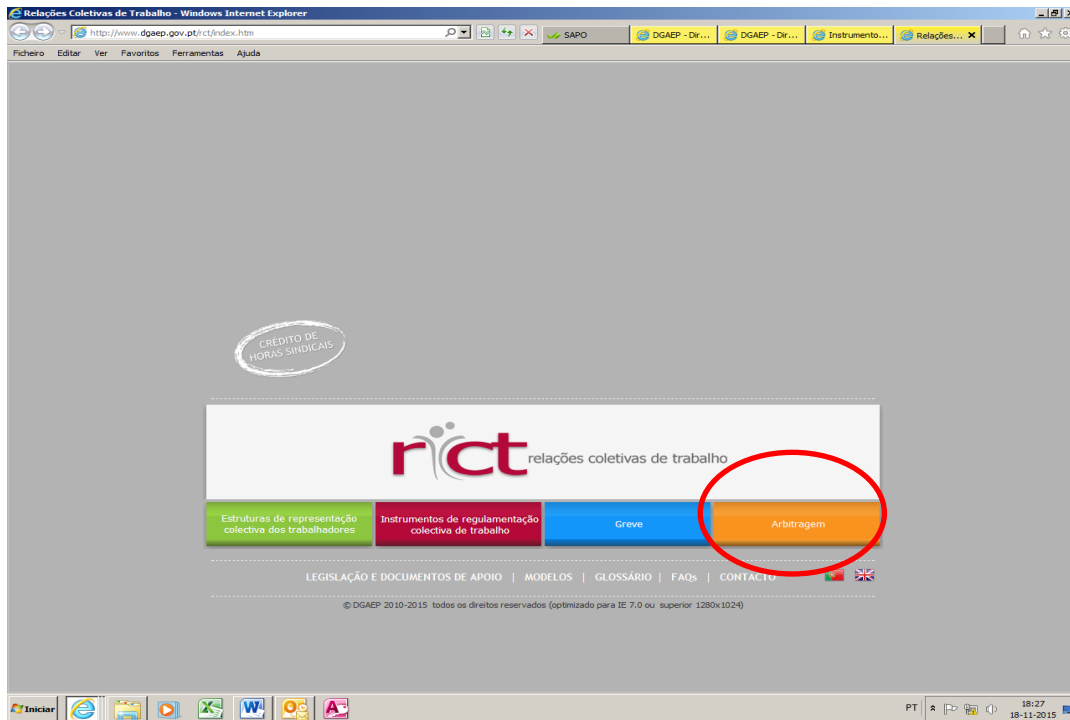 Relações Coletivas de Trabalho - Windows Internet Explorer
http://www.dgaep.gov.pt/rct/index.htm
SAPO
DGAEP - Dir...
DGAEP - Dir...
Instrumento...
Relações...
Ficheiro Editar Ver Favoritos Ferramentas Ajuda
CRÉDITO DE
HORAS SINDICAIS
rct relações coletivas de trabalho
Estruturas de representação
colectiva dos trabalhadores
Instrumentos de regulamentação
colectiva de trabalho
Greve
Arbitragem
LEGISLAÇÃO E DOCUMENTOS DE APOIO | MODELOS | GLOSSÁRIO | FAQs | CONTACTO
© DGAEP 2010-2015 todos os direitos reservados (optimizado para IE 7.0 ou superior 1280x1024)
Iniciar
PT
18:27
18-11-2015